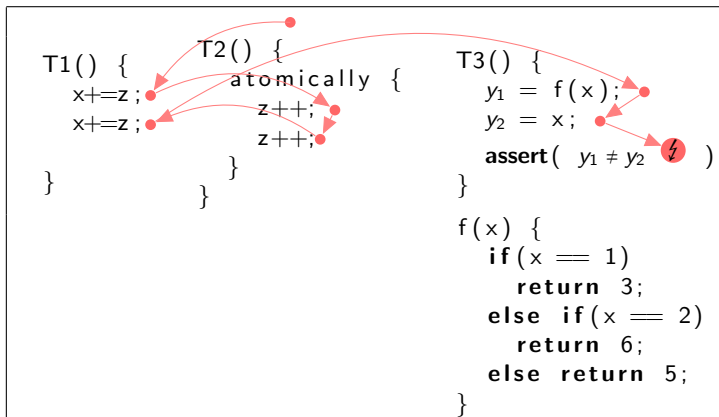 T1() {
x+=z;
x+=z;
}
T2() {
atomically {
z++;
z++;
}
}
T3() {
y₁ = f(x);
y₂ = x;
assert( y₁ ≠ y₂ )
}
f(x) {
if(x == 1)
return 3;
else if(x == 2)
return 6;
else return 5;
}